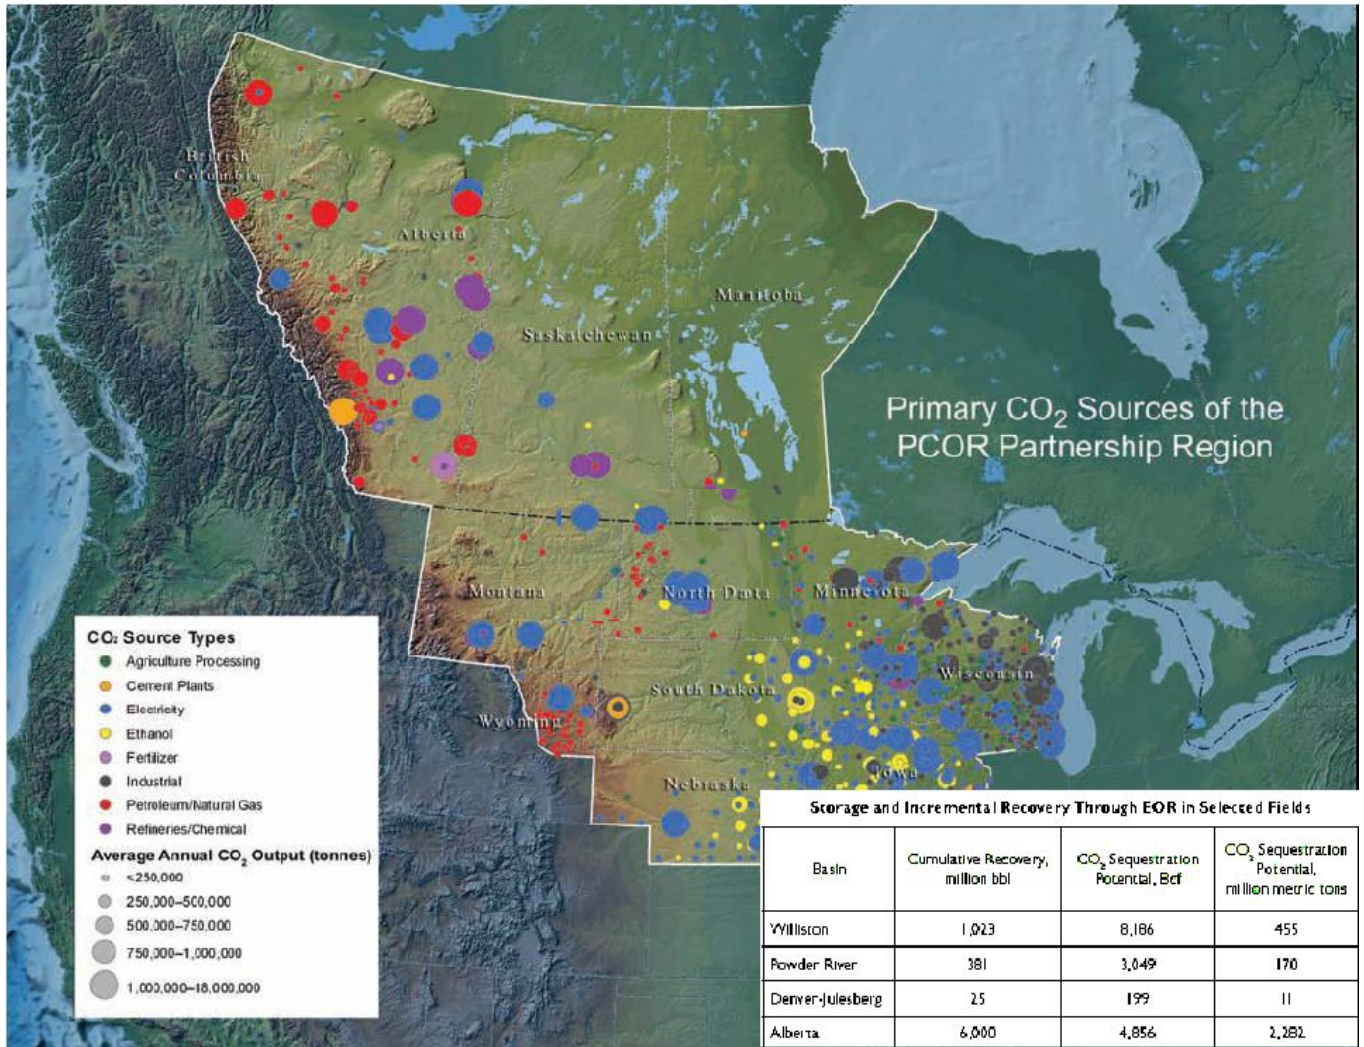 British
Columbia
Alberta
Manitoba
Saskatchewan
Primary CO₂ Sources of the
PCOR Partnership Region
Montana
North Dakota
Minnesota
Wisconsin
South Dakota
Wyoming
Iowa
Nebraska
CO₂ Source Types
Agriculture Processing
Cement Plants
Electricity
Ethanol
Fertilizer
Industrial
Petroleum/Natural Gas
Refineries/Chemical
Average Annual CO₂ Output (tonnes)
<250,000
250,000–500,000
500,000–750,000
750,000–1,000,000
1,000,000–18,000,000
Storage and Incremental Recovery Through EOR in Selected Fields
Basin
Cumulative Recovery,
million bbl
CO₂ Sequestration
Potential, Bcf
CO₂ Sequestration
Potential,
million metric tons
Williston 1,023 8,186 455
Powder River 381 3,049 170
Denver-Julesberg 25 199 11
Alberta 6,000 4,856 2,282